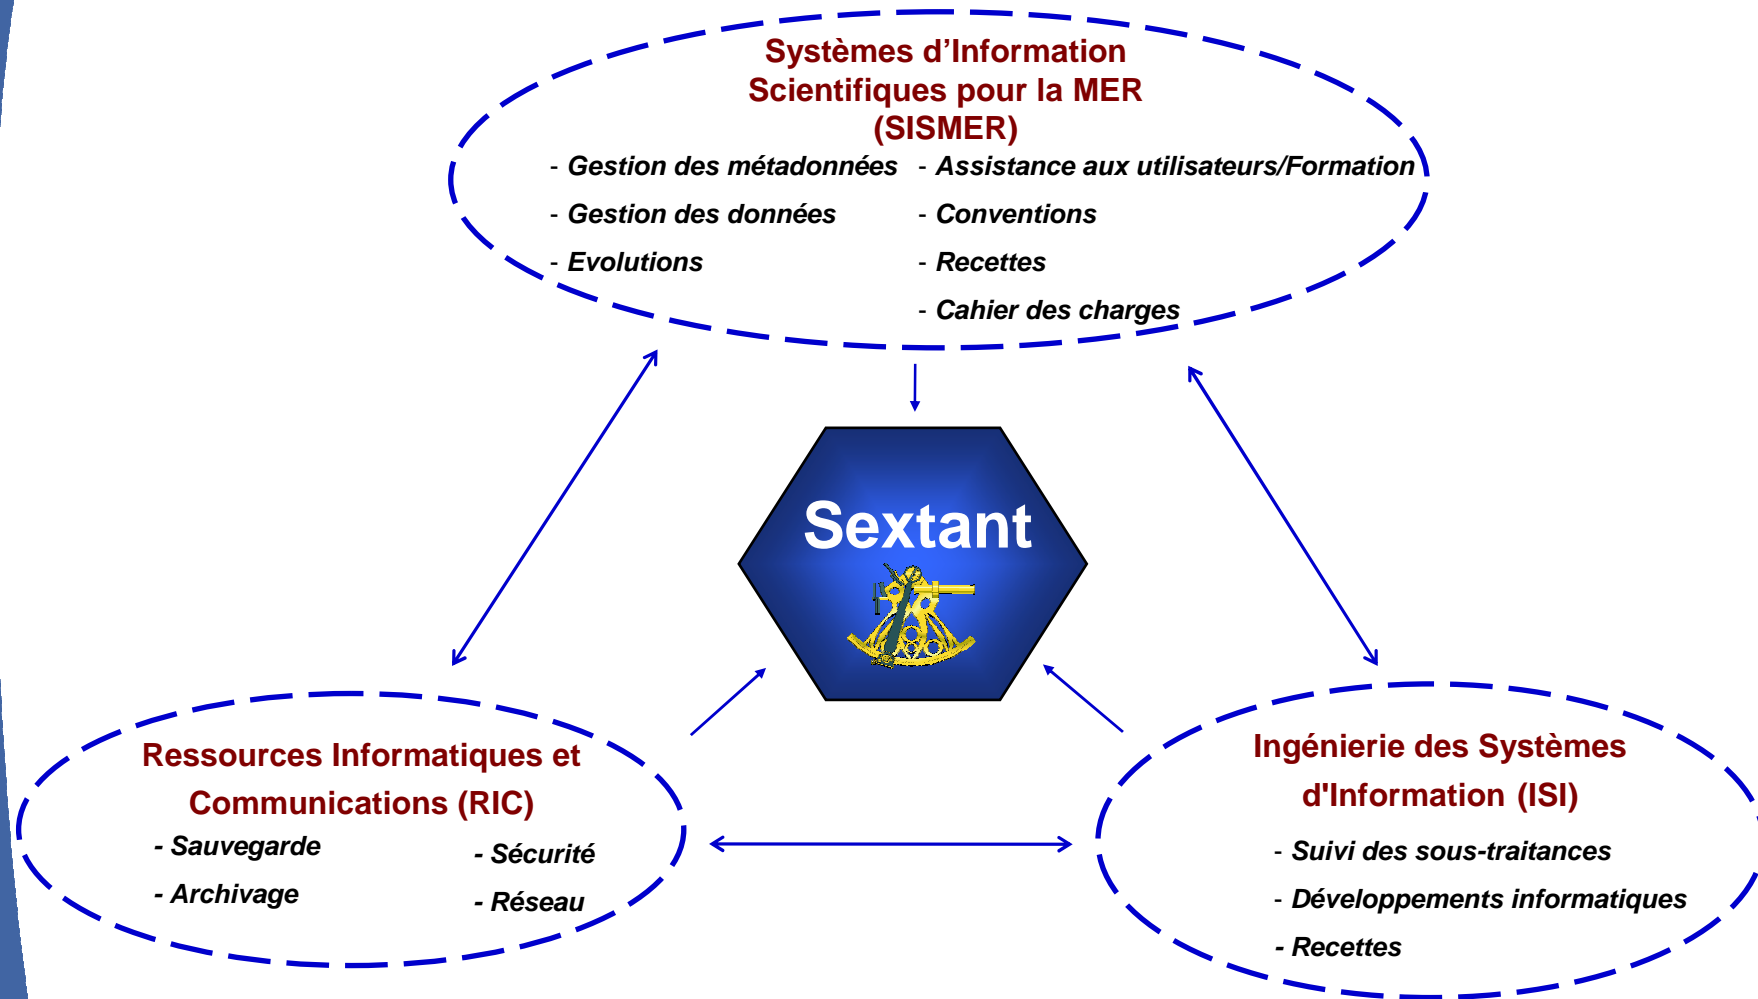 Systèmes d’Information
Scientifiques pour la MER
(SISMER)
- Gestion des métadonnées
- Gestion des données
- Evolutions
- Assistance aux utilisateurs/Formation
- Conventions
- Recettes
- Cahier des charges
Sextant
Ressources Informatiques et
Communications (RIC)
- Sauvegarde
- Archivage
- Sécurité
- Réseau
Ingénierie des Systèmes
d'Information (ISI)
- Suivi des sous-traitances
- Développements informatiques
- Recettes